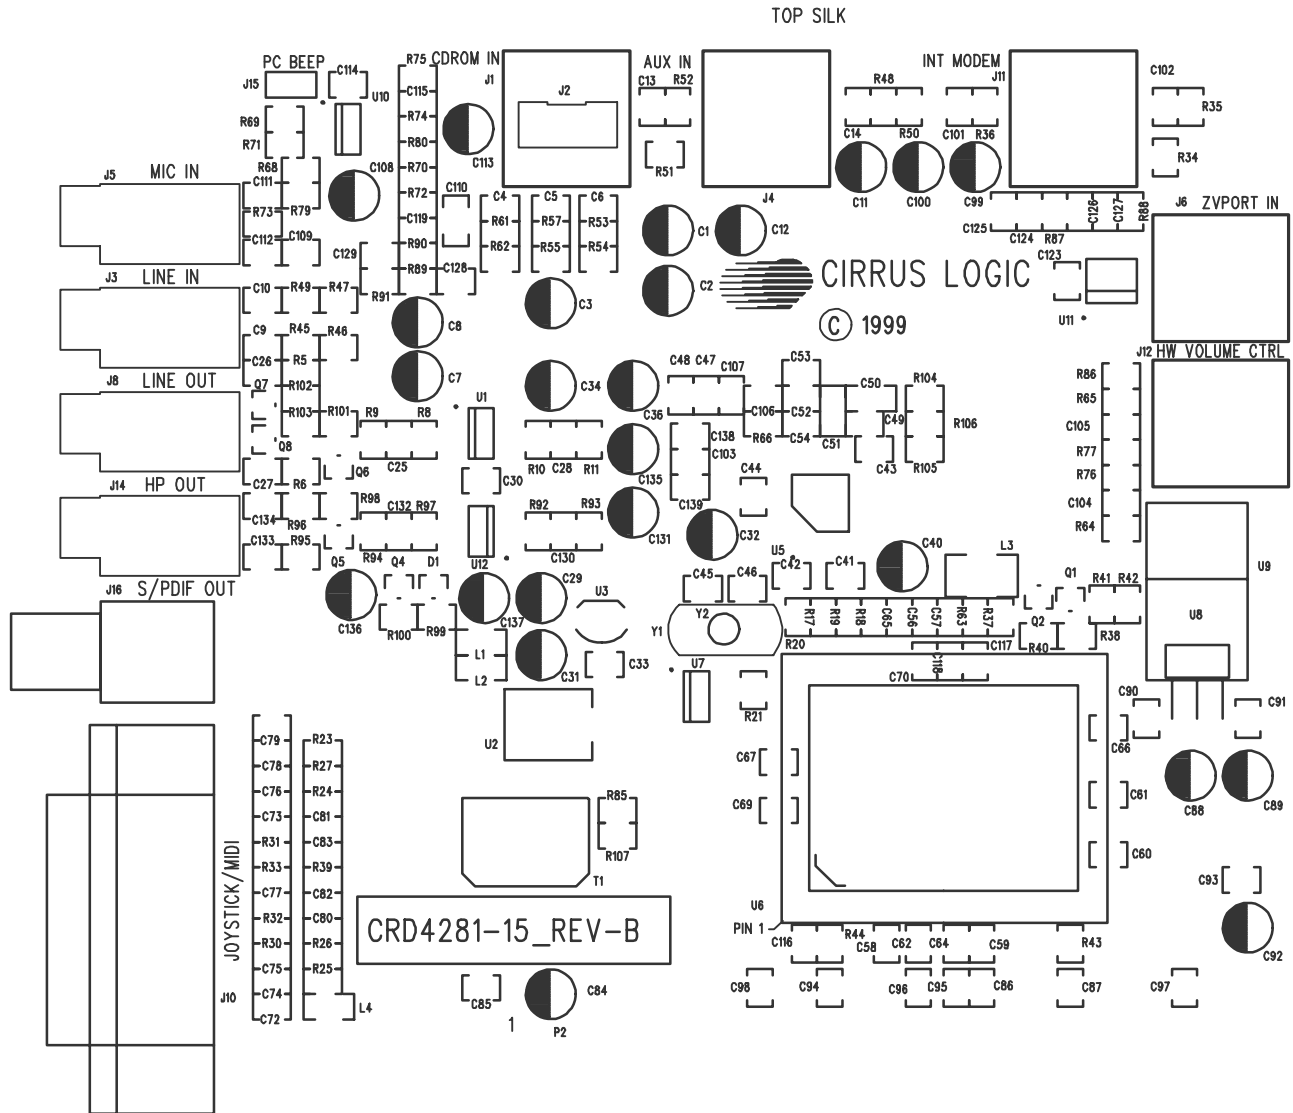 TOP SILK
PC BEEP
J15
C114
U10
R75
CDROM IN
J1
J2
AUX IN
C13 R52
INT MODEM
J11
R48
C102
R35
C115
R74
R80
R70
R72
C119
R90
R89
R69
R71
R68
C108
C113
R51
C14 R50
C101 R36
R34
MIC IN
J5
C111
R73 R79
C112 C109
C110
C4 C5 C6
R61 R57 R53
R62 R55 R54
C129
C128
R91
C1
C12
J4
C11
C100
C99
C125 C124 R87
C126
C127
R88
J6
ZVPORT IN
C123
U11
LINE IN
J3
C10 R49 R47
C9 R45 R46
C26 R5
C8
C3
C2
CIRRUS LOGIC
C 1999
C7
C34
C36
LINE OUT
J8
Q7 R102
R103 R101
R9 R8
C25
U1
C48 C47 C107
C53
C50
R104
C106 C52
R66 C54 C51
C49
C43
R106
R105
J12
HW VOLUME CTRL
R86
R65
C105
R77
R76
C104
R64
Q8
Q6
C27 R6
C30
R10 C28 R11
C135
C138
C103
C139
C44
HP OUT
J14
C134
R96
R98
C132 R97
C133 R95
R94
U12
R92 R93
C130
C131
C32
U5
C42
C41
C40
L3
Q5
Q4 D1
C136
R100 R99
C137
C29
U3
C45 C46
Y1
Y2
R17
R19
R18
C65
C56
C57
R63
R37
R20
C117
C118
C70
Q1
Q2
R41 R42
R38
R40
U9
U8
S/PDIF OUT
J16
L1
L2
C31
C33
U7
R21
U2
C90
C91
C66
C67
C69
C61
C60
C88
C89
C93
C92
C79
C78
C76
C73
R31
R33
C77
R32
R30
C75
C74
C72
R23
R27
R24
C81
C83
R39
C82
C80
R26
R25
L4
JOYSTICK/MIDI
J10
R85
R107
T1
CRD4281-15_REV-B
C85
C84
P2
1
U6
PIN 1
C116 R44
C58
C62 C64 C59
R43
C98
C94
C96 C95 C86
C87
C97